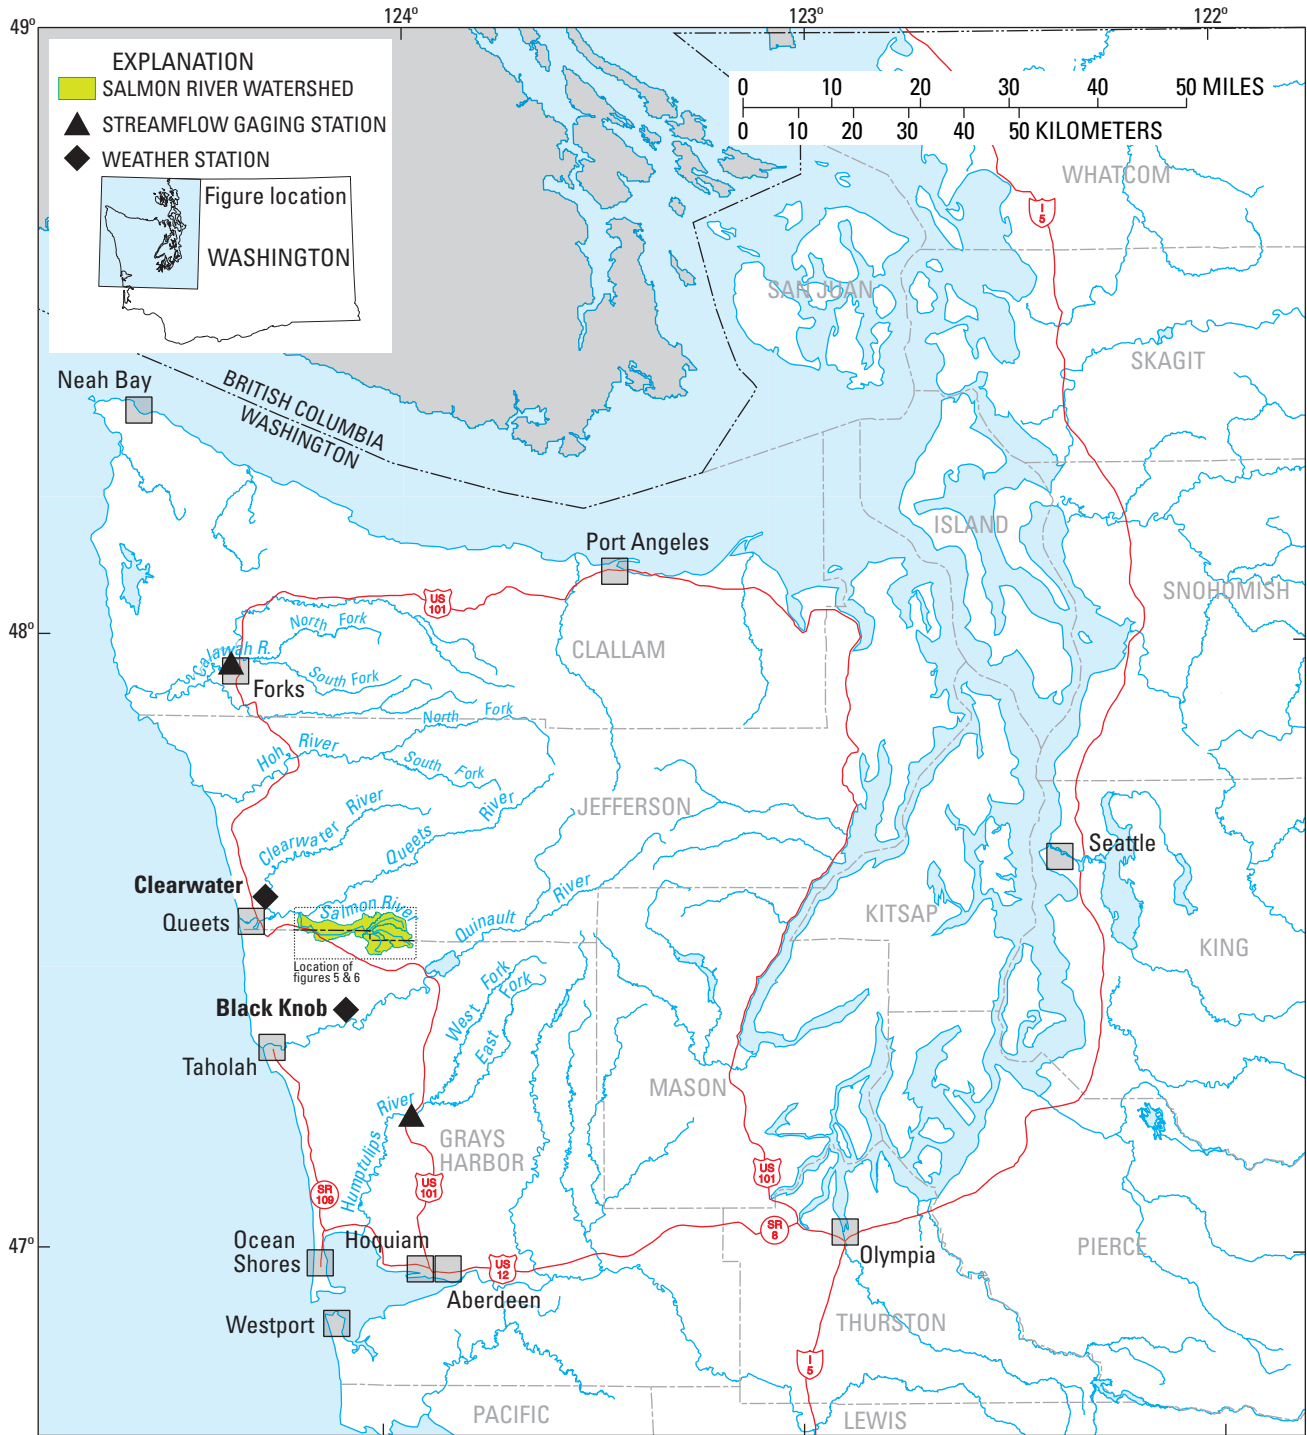 124°
123°
122°
49°
EXPLANATION
SALMON RIVER WATERSHED
STREAMFLOW GAGING STATION
WEATHER STATION
Figure location
WASHINGTON
0 10 20 30 40 50 MILES
0 10 20 30 40 50 KILOMETERS
WHATCOM
I
5
SAN JUAN
SKAGIT
Neah Bay
BRITISH COLUMBIA
WASHINGTON
ISLAND
Port Angeles
SNOHOMISH
US
101
North Fork
48°
CLALLAM
Calawah R.
South Fork
Forks
North Fork
Hoh River
South Fork
Clearwater River
Queets River
JEFFERSON
Seattle
Clearwater
Queets
Salmon River
Quinault River
KITSAP
KING
Location of
figures 5 & 6
West Fork
East Fork
Black Knob
Taholah
MASON
Humptulips River
GRAYS
HARBOR
US
101
US
101
SR
109
SR
8
47°
Ocean
Shores
Hoquiam
US
12
Olympia
PIERCE
Aberdeen
Westport
THURSTON
I
5
PACIFIC
LEWIS